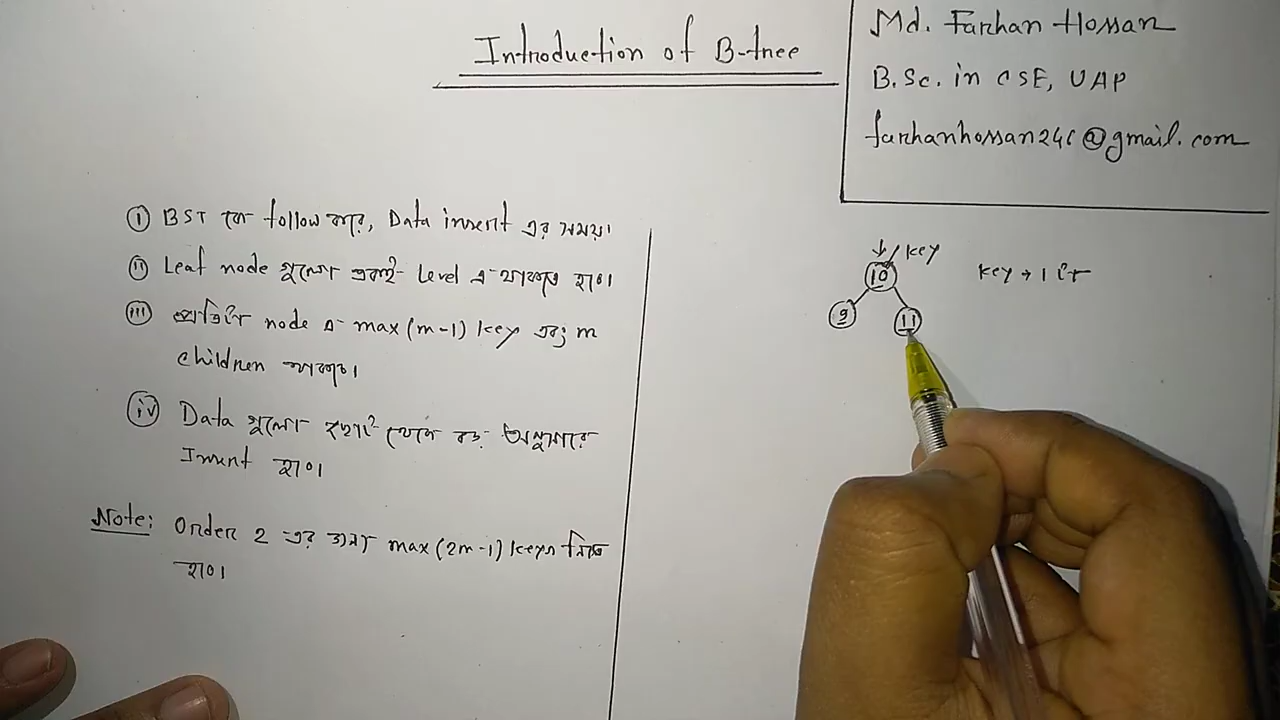 Introduction of B-tree
Md. Farhan Hossan
B.Sc. in CSE, UAP
farhanhossan246@gmail.com
i BST কে follow করে, Data insert এর সময়।
ii Leaf node গুলো একই level এ থাকতে হবে।
iii প্রতিটি node এ max(m-1) key এবং m
children থাকবে।
iv Data গুলো ছোট থেকে বড় অনুসারে
Insert হবে।
Note: Order 2 এর জন্য max(2m-1) keys নিতে
হবে।
key
10
9 11
key → 1 টি